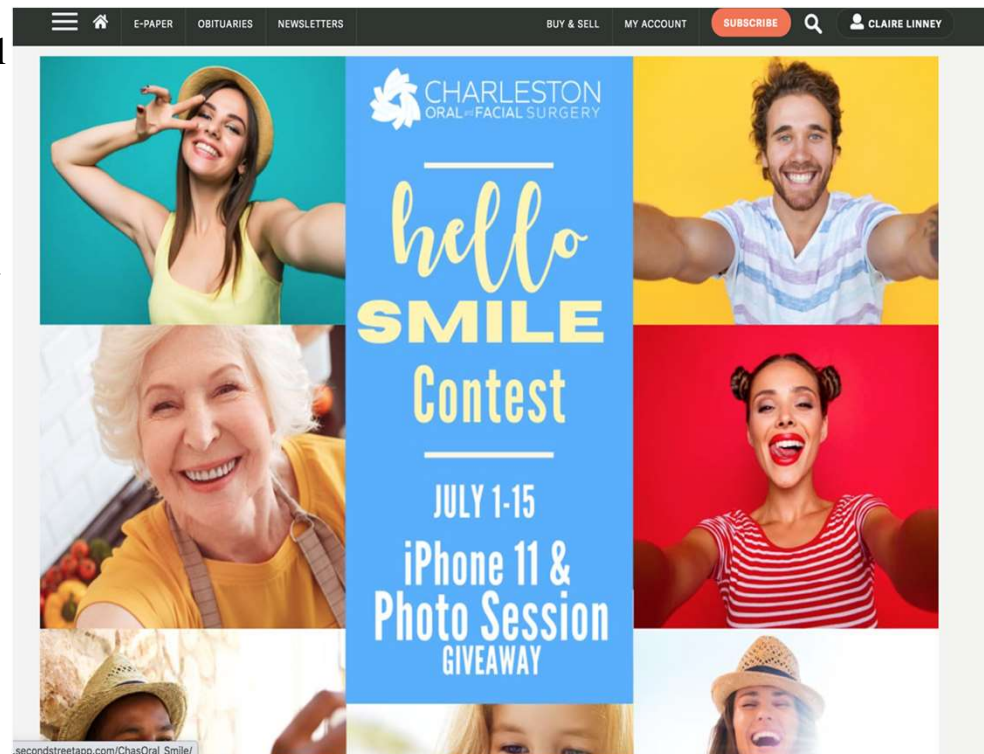 E-PAPER OBITUARIES NEWSLETTERS BUY & SELL MY ACCOUNT SUBSCRIBE CLAIRE LINNEY
CHARLESTON
ORAL and FACIAL SURGERY
hello
SMILE
Contest
JULY 1-15
iPhone 11 &
Photo Session
GIVEAWAY
.secondstreetapp.com/ChasOral_Smile/